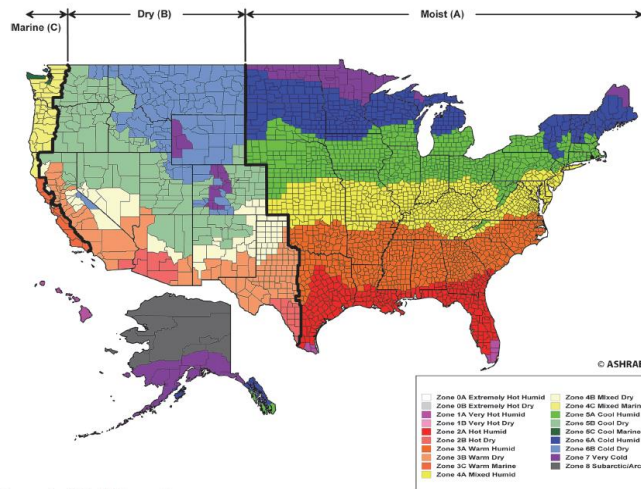 Marine (C)
Dry (B)
Moist (A)
© ASHRAE
Zone 0A Extremely Hot Humid
Zone 0B Extremely Hot Dry
Zone 1A Very Hot Humid
Zone 1B Very Hot Dry
Zone 2A Hot Humid
Zone 2B Hot Dry
Zone 3A Warm Humid
Zone 3B Warm Dry
Zone 3C Warm Marine
Zone 4A Mixed Humid
Zone 4B Mixed Dry
Zone 4C Mixed Marine
Zone 5A Cool Humid
Zone 5B Cool Dry
Zone 5C Cool Marine
Zone 6A Cold Humid
Zone 6B Cold Dry
Zone 7 Very Cold
Zone 8 Subarctic/Arc